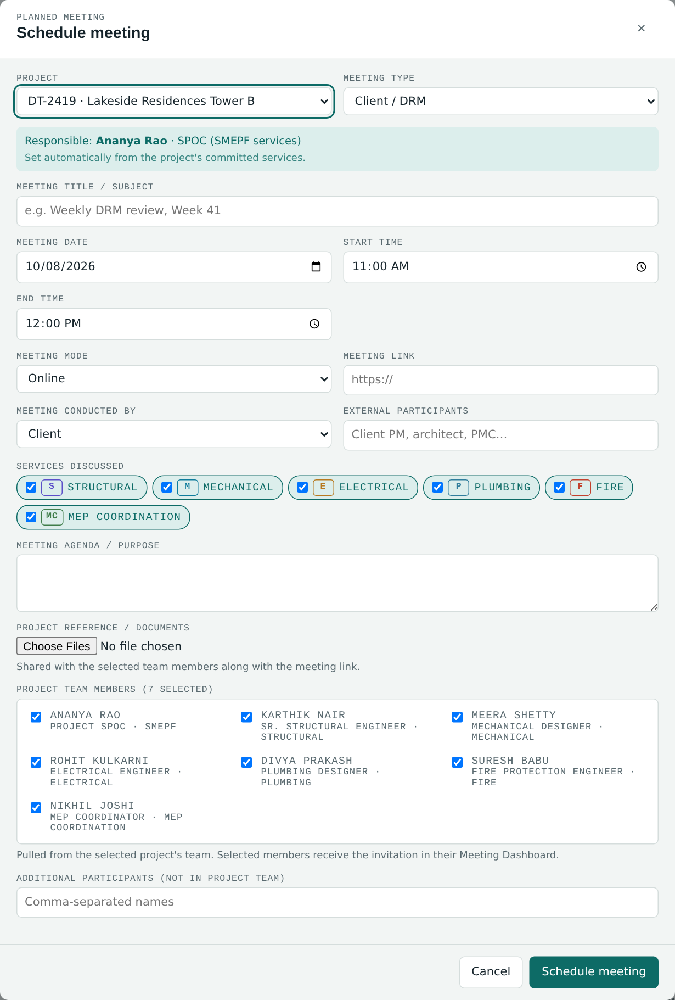 PLANNED MEETING
Schedule meeting
×
PROJECT
MEETING TYPE
DT-2419 · Lakeside Residences Tower B
Client / DRM
Responsible: Ananya Rao · SPOC (SMEPF services)
Set automatically from the project's committed services.
MEETING TITLE / SUBJECT
e.g. Weekly DRM review, Week 41
MEETING DATE
START TIME
10/08/2026
11:00 AM
END TIME
12:00 PM
MEETING MODE
MEETING LINK
Online
https://
MEETING CONDUCTED BY
EXTERNAL PARTICIPANTS
Client
Client PM, architect, PMC...
SERVICES DISCUSSED
S STRUCTURAL
M MECHANICAL
E ELECTRICAL
P PLUMBING
F FIRE
MC MEP COORDINATION
MEETING AGENDA / PURPOSE
PROJECT REFERENCE / DOCUMENTS
Choose Files No file chosen
Shared with the selected team members along with the meeting link.
PROJECT TEAM MEMBERS (7 SELECTED)
ANANYA RAO
PROJECT SPOC · SMEPF
KARTHIK NAIR
SR. STRUCTURAL ENGINEER ·
STRUCTURAL
MEERA SHETTY
MECHANICAL DESIGNER ·
MECHANICAL
ROHIT KULKARNI
ELECTRICAL ENGINEER ·
ELECTRICAL
DIVYA PRAKASH
PLUMBING DESIGNER ·
PLUMBING
SURESH BABU
FIRE PROTECTION ENGINEER ·
FIRE
NIKHIL JOSHI
MEP COORDINATOR · MEP
COORDINATION
Pulled from the selected project's team. Selected members receive the invitation in their Meeting Dashboard.
ADDITIONAL PARTICIPANTS (NOT IN PROJECT TEAM)
Comma-separated names
Cancel
Schedule meeting